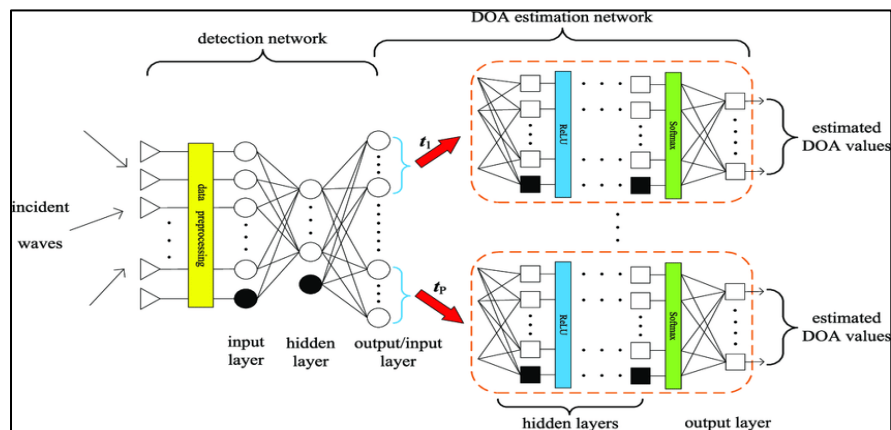 DOA estimation network
detection network
incident
waves
data preprocessing
input
layer
hidden
layer
output/input
layer
t1
tP
ReLU
Softmax
estimated
DOA values
ReLU
Softmax
estimated
DOA values
hidden layers
output layer